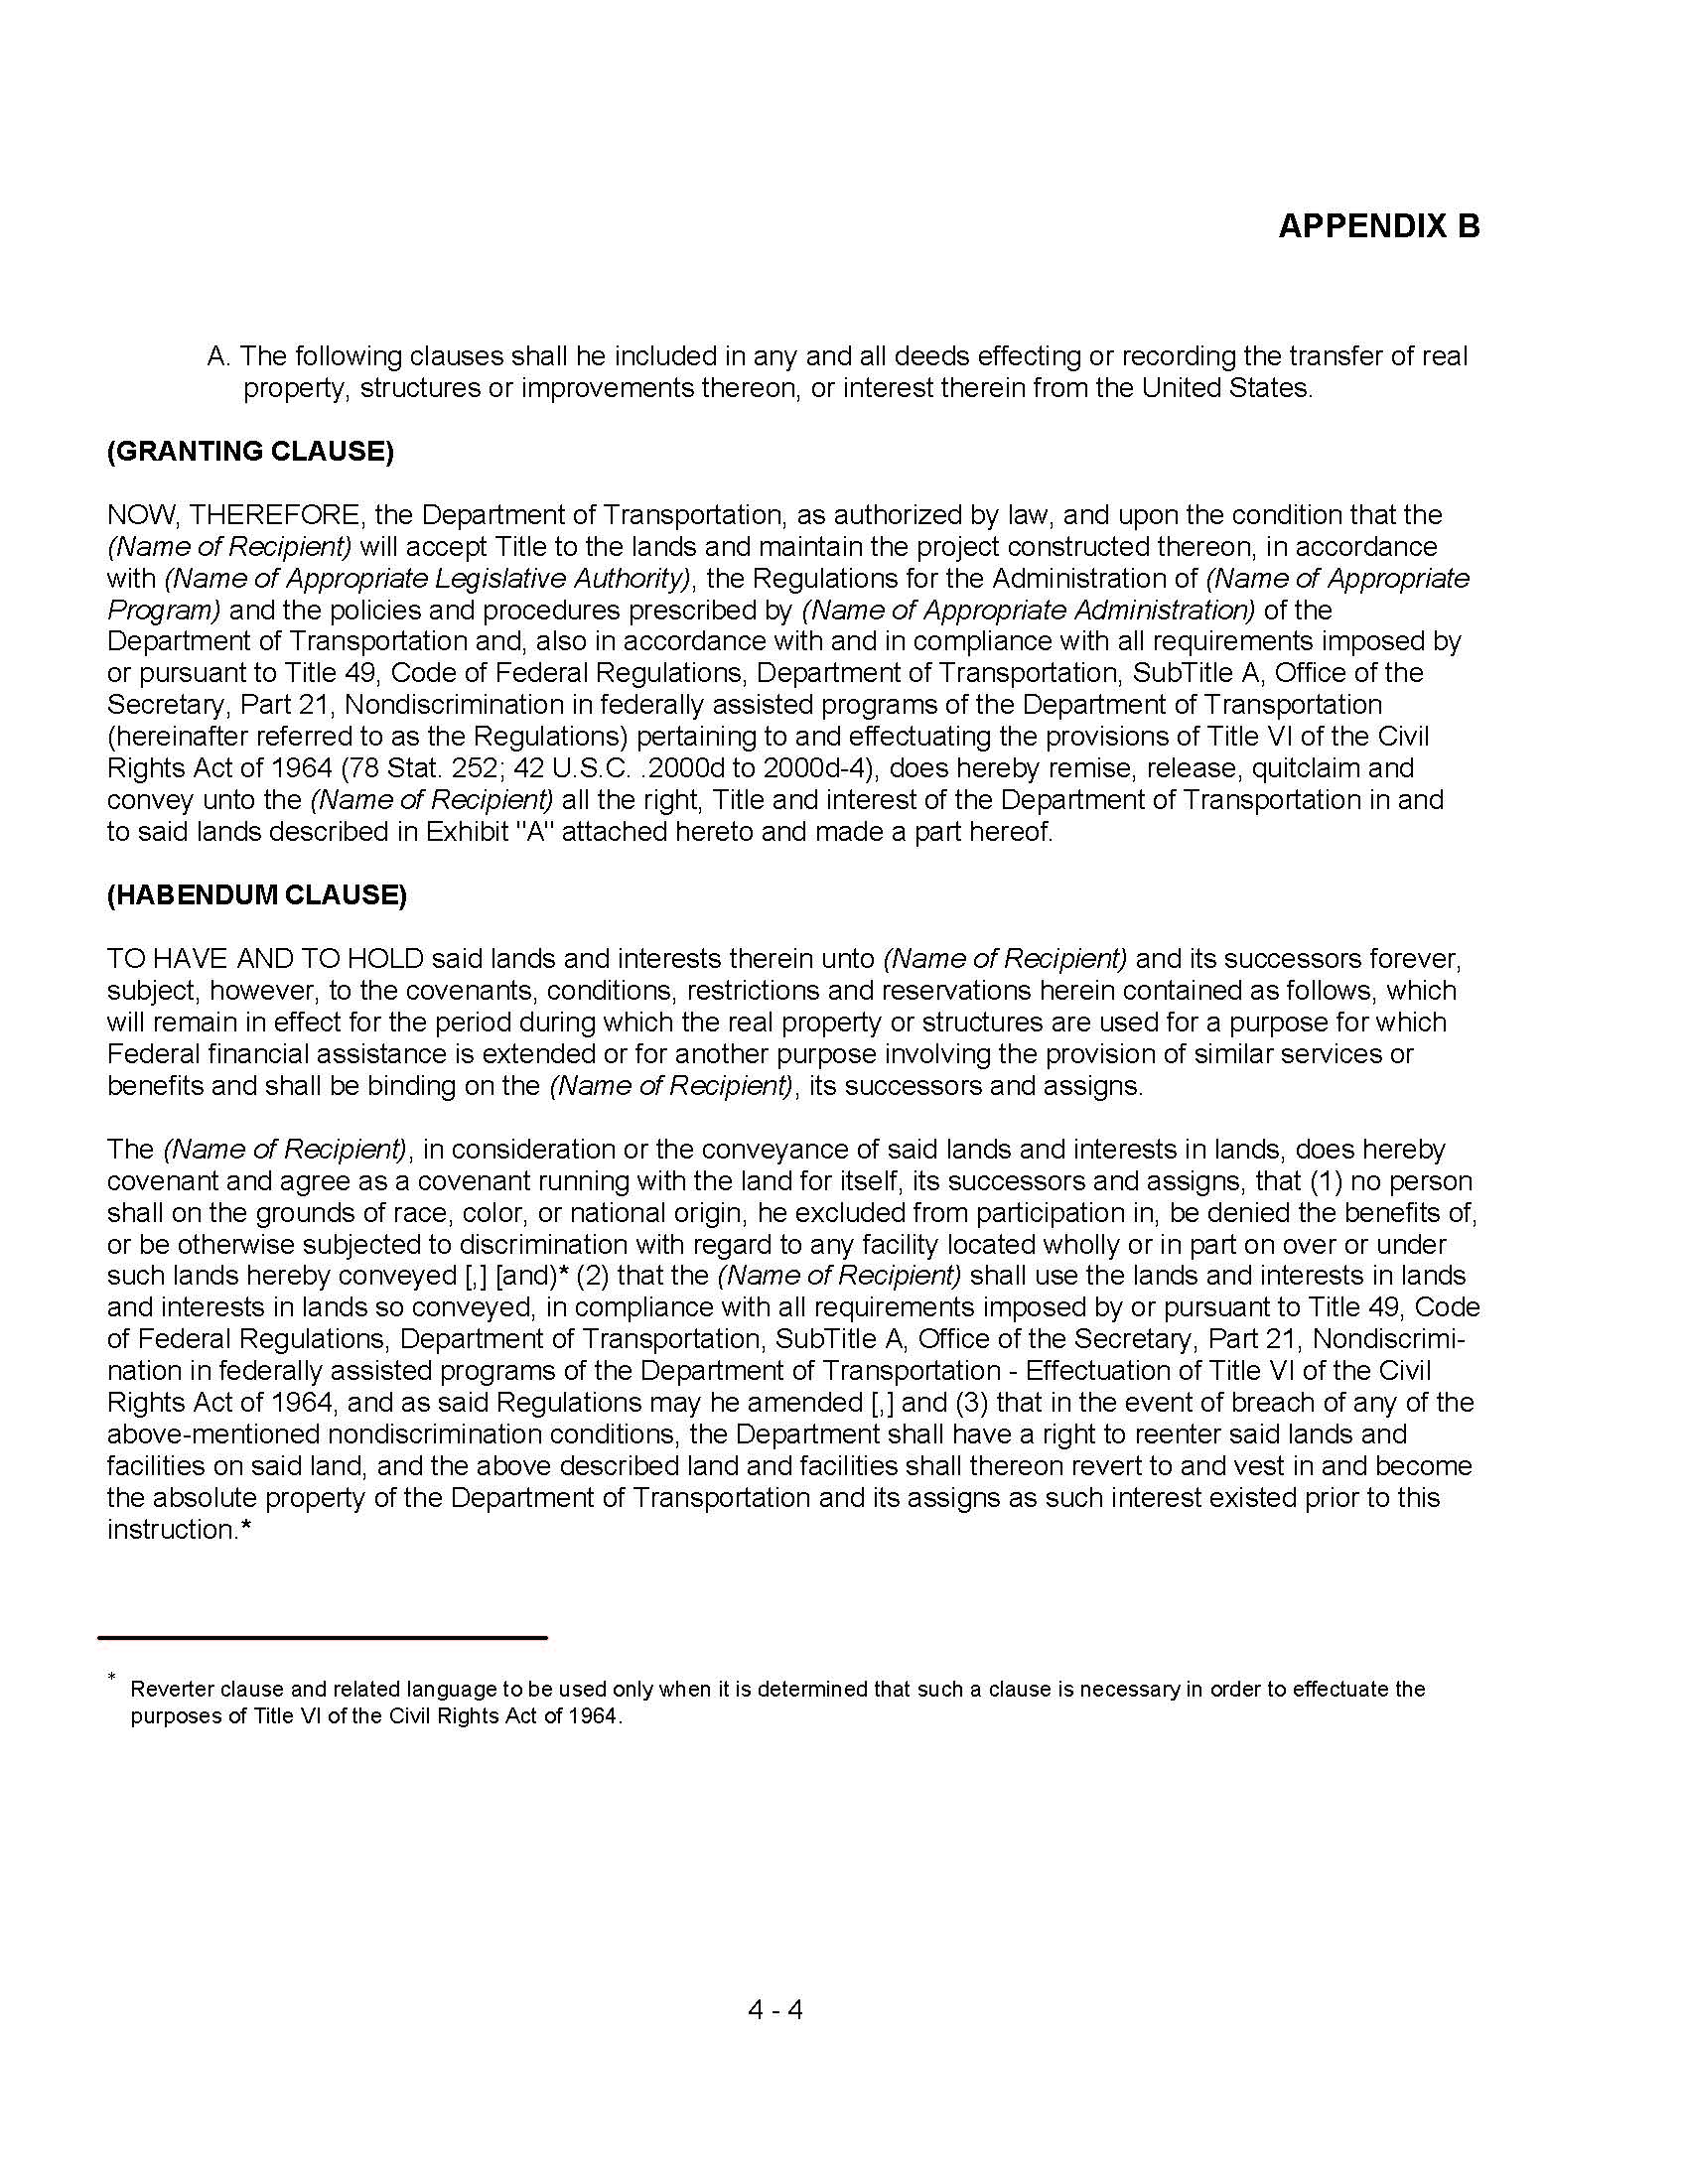 APPENDIX B
A. The following clauses shall he included in any and all deeds effecting or recording the transfer of real
property, structures or improvements thereon, or interest therein from the United States.
(GRANTING CLAUSE)
NOW, THEREFORE, the Department of Transportation, as authorized by law, and upon the condition that the
(Name of Recipient) will accept Title to the lands and maintain the project constructed thereon, in accordance
with (Name of Appropriate Legislative Authority), the Regulations for the Administration of (Name of Appropriate
Program) and the policies and procedures prescribed by (Name of Appropriate Administration) of the
Department of Transportation and, also in accordance with and in compliance with all requirements imposed by
or pursuant to Title 49, Code of Federal Regulations, Department of Transportation, SubTitle A, Office of the
Secretary, Part 21, Nondiscrimination in federally assisted programs of the Department of Transportation
(hereinafter referred to as the Regulations) pertaining to and effectuating the provisions of Title VI of the Civil
Rights Act of 1964 (78 Stat. 252; 42 U.S.C. .2000d to 2000d-4), does hereby remise, release, quitclaim and
convey unto the (Name of Recipient) all the right, Title and interest of the Department of Transportation in and
to said lands described in Exhibit "A" attached hereto and made a part hereof.
(HABENDUM CLAUSE)
TO HAVE AND TO HOLD said lands and interests therein unto (Name of Recipient) and its successors forever,
subject, however, to the covenants, conditions, restrictions and reservations herein contained as follows, which
will remain in effect for the period during which the real property or structures are used for a purpose for which
Federal financial assistance is extended or for another purpose involving the provision of similar services or
benefits and shall be binding on the (Name of Recipient), its successors and assigns.
The (Name of Recipient), in consideration or the conveyance of said lands and interests in lands, does hereby
covenant and agree as a covenant running with the land for itself, its successors and assigns, that (1) no person
shall on the grounds of race, color, or national origin, he excluded from participation in, be denied the benefits of,
or be otherwise subjected to discrimination with regard to any facility located wholly or in part on over or under
such lands hereby conveyed [,] [and)* (2) that the (Name of Recipient) shall use the lands and interests in lands
and interests in lands so conveyed, in compliance with all requirements imposed by or pursuant to Title 49, Code
of Federal Regulations, Department of Transportation, SubTitle A, Office of the Secretary, Part 21, Nondiscrimi-
nation in federally assisted programs of the Department of Transportation - Effectuation of Title VI of the Civil
Rights Act of 1964, and as said Regulations may he amended [,] and (3) that in the event of breach of any of the
above-mentioned nondiscrimination conditions, the Department shall have a right to reenter said lands and
facilities on said land, and the above described land and facilities shall thereon revert to and vest in and become
the absolute property of the Department of Transportation and its assigns as such interest existed prior to this
instruction.*
* Reverter clause and related language to be used only when it is determined that such a clause is necessary in order to effectuate the
purposes of Title VI of the Civil Rights Act of 1964.
4 - 4